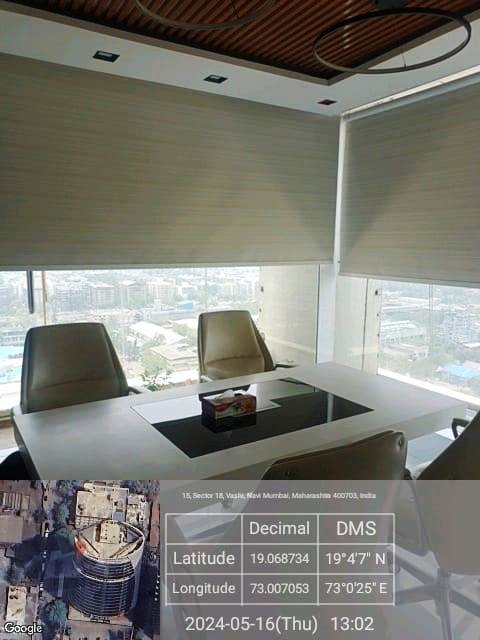 15, Sector 18, Vashi, Navi Mumbai, Maharashtra 400703, India
Decimal DMS
Latitude 19.068734 19°4'7" N
Longitude 73.007053 73°0'25" E
2024-05-16(Thu) 13:02
Google